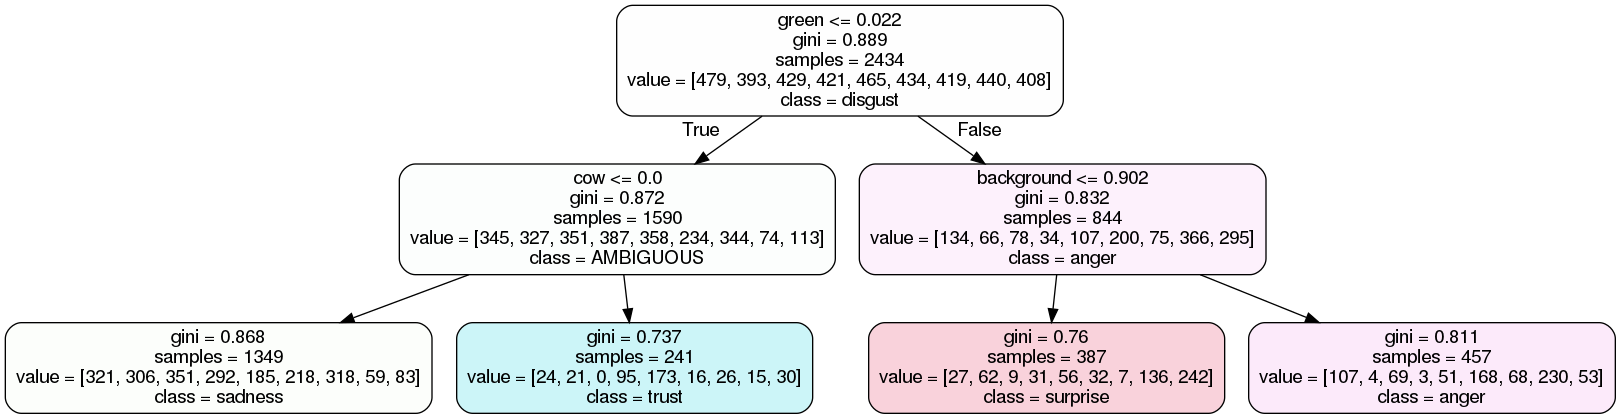 green <= 0.022
gini = 0.889
samples = 2434
value = [479, 393, 429, 421, 465, 434, 419, 440, 408]
class = disgust
True
False
cow <= 0.0
gini = 0.872
samples = 1590
value = [345, 327, 351, 387, 358, 234, 344, 74, 113]
class = AMBIGUOUS
background <= 0.902
gini = 0.832
samples = 844
value = [134, 66, 78, 34, 107, 200, 75, 366, 295]
class = anger
gini = 0.868
samples = 1349
value = [321, 306, 351, 292, 185, 218, 318, 59, 83]
class = sadness
gini = 0.737
samples = 241
value = [24, 21, 0, 95, 173, 16, 26, 15, 30]
class = trust
gini = 0.76
samples = 387
value = [27, 62, 9, 31, 56, 32, 7, 136, 242]
class = surprise
gini = 0.811
samples = 457
value = [107, 4, 69, 3, 51, 168, 68, 230, 53]
class = anger